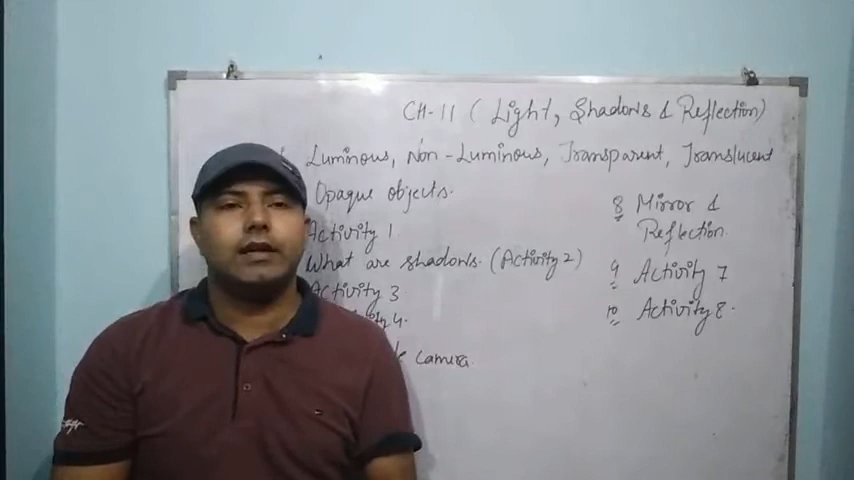 CH-11 (Light, Shadows & Reflection)
Luminous, Non-Luminous, Transparent, Translucent
Opaque objects.
Activity 1
What are shadows. (Activity 2)
Activity 3
4.
camera.
8 Mirror &
Reflection
9 Activity 7
10 Activity 8.